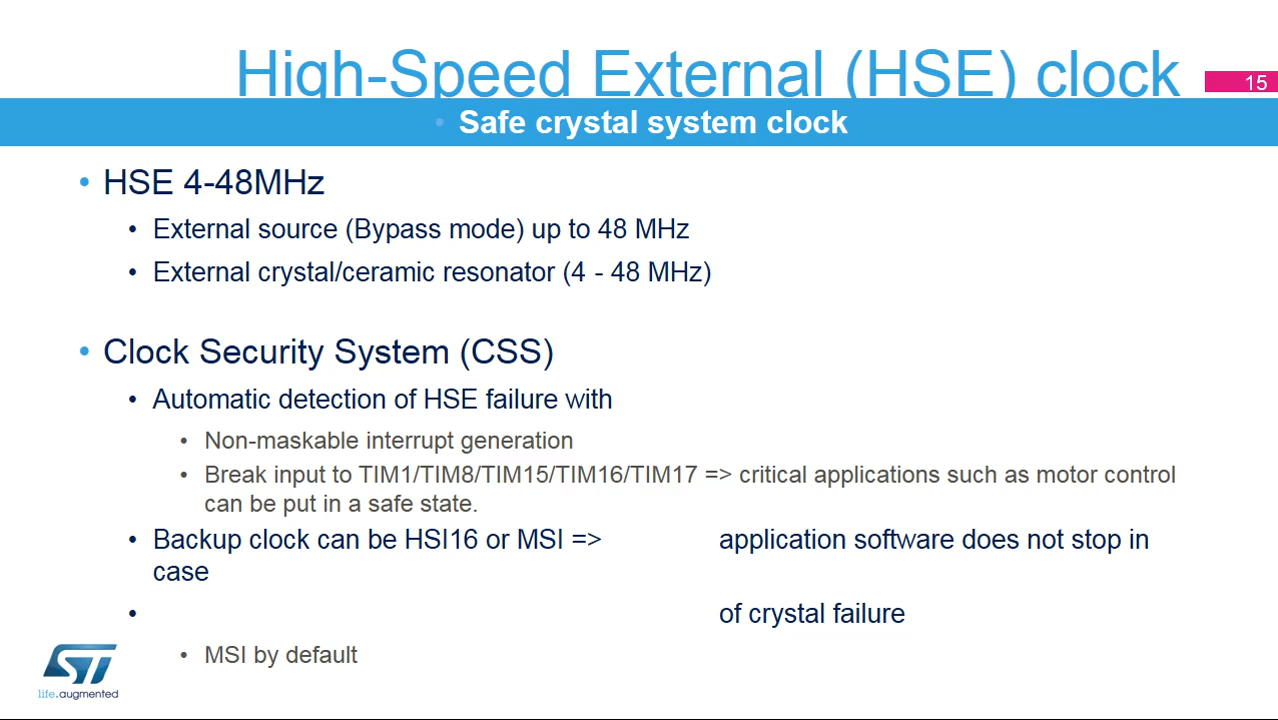 High-Speed External (HSE) clock
15
• Safe crystal system clock
• HSE 4-48MHz
• External source (Bypass mode) up to 48 MHz
• External crystal/ceramic resonator (4 - 48 MHz)
• Clock Security System (CSS)
• Automatic detection of HSE failure with
• Non-maskable interrupt generation
• Break input to TIM1/TIM8/TIM15/TIM16/TIM17 => critical applications such as motor control
can be put in a safe state.
• Backup clock can be HSI16 or MSI => application software does not stop in
case
• of crystal failure
• MSI by default
ST
life.augmented